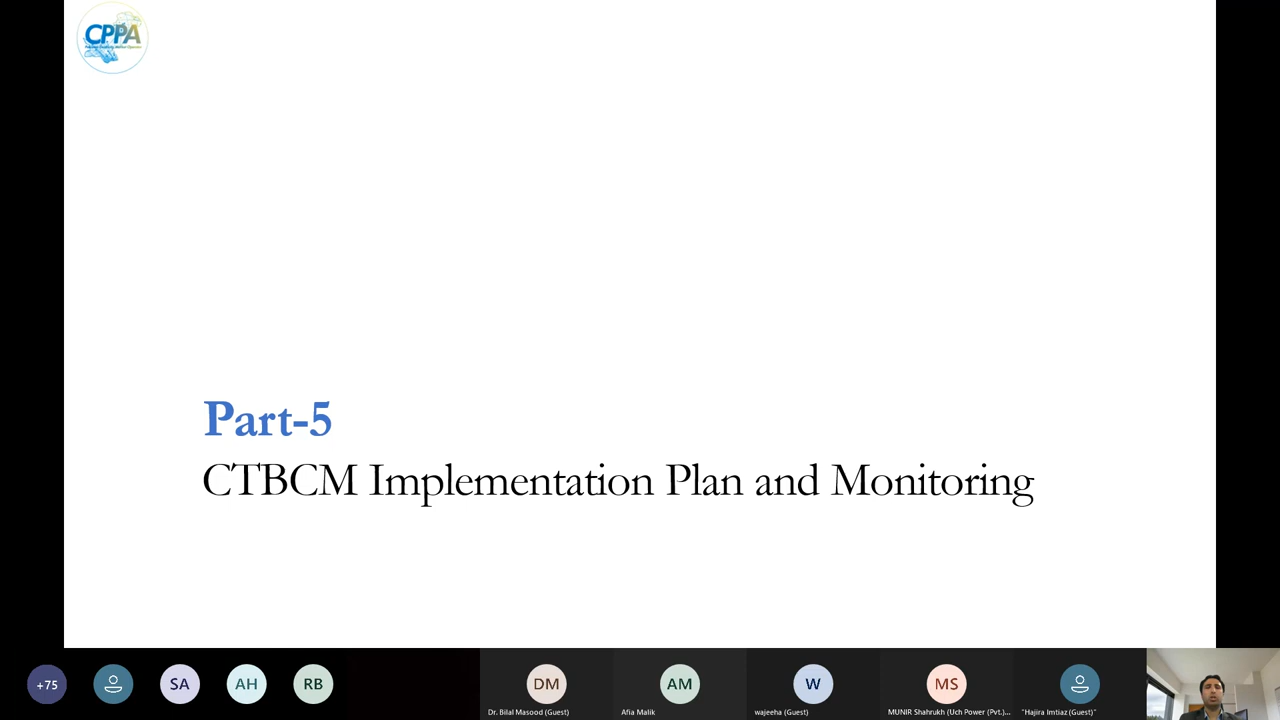 CPPA
Part-5
CTBCM Implementation Plan and Monitoring
+75
SA
AH
RB
DM
AM
W
MS
Dr. Bilal Masood (Guest)
Afia Malik
wajeeha (Guest)
MUNIR Shahrukh (Uch Power (Pvt.)...
"Hajira Imtiaz (Guest)"